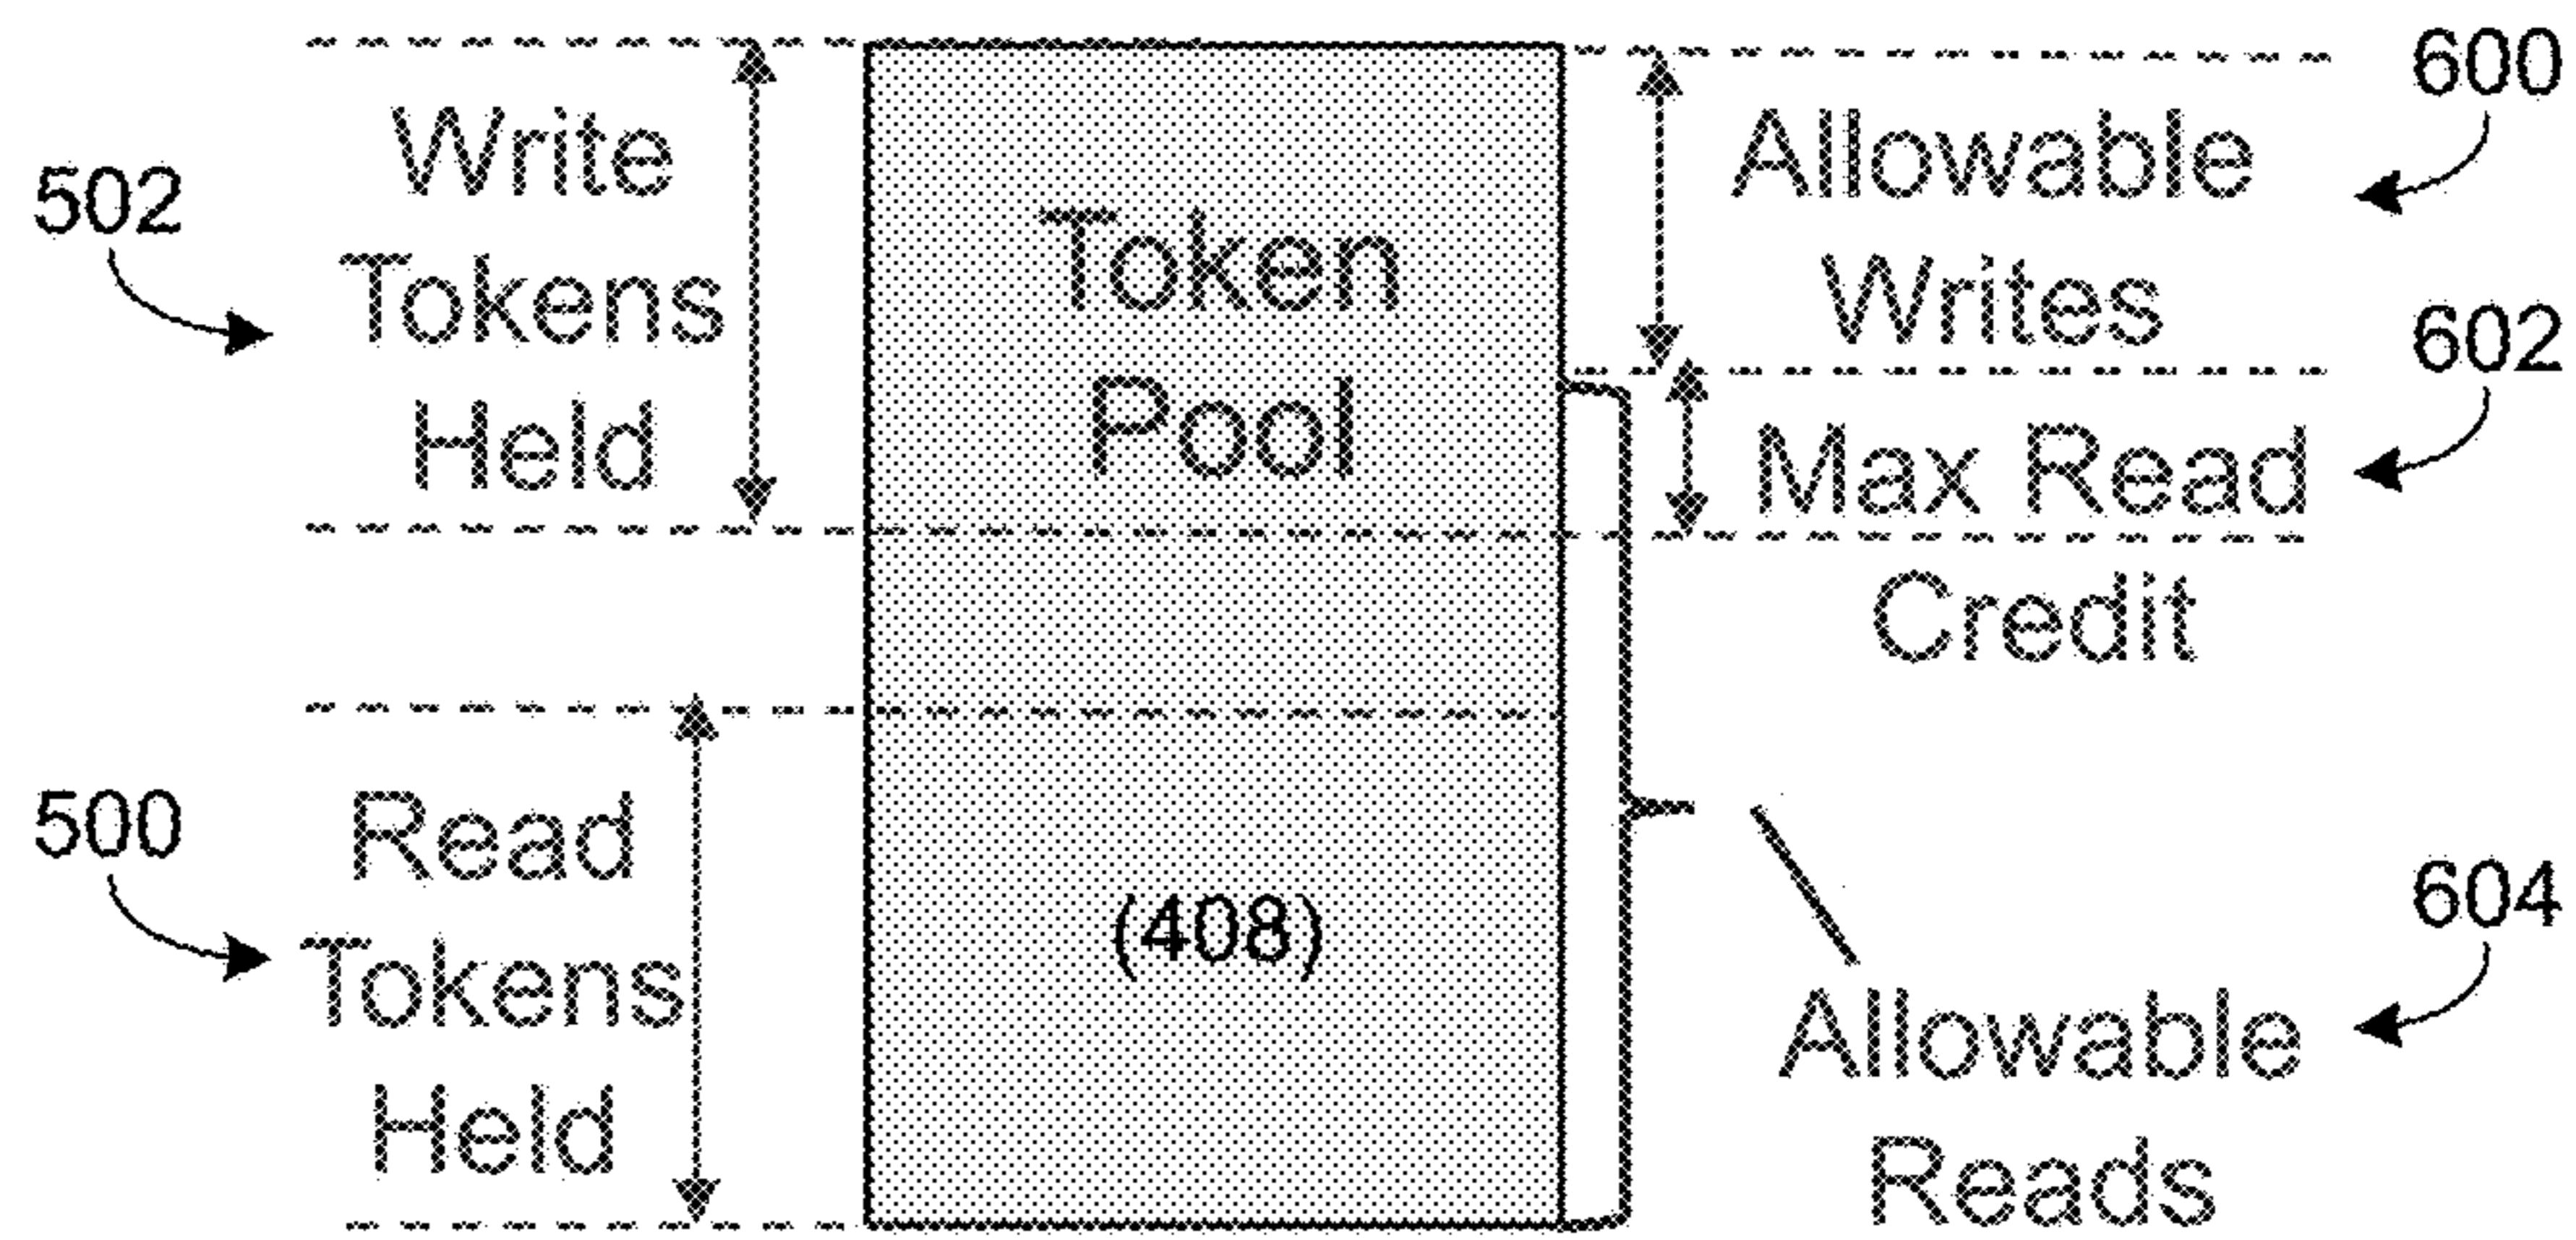 502
Write
Tokens
Held
500
Read
Tokens
Held
Token
Pool
(408)
600
Allowable
Writes
602
Max Read
Credit
604
Allowable
Reads